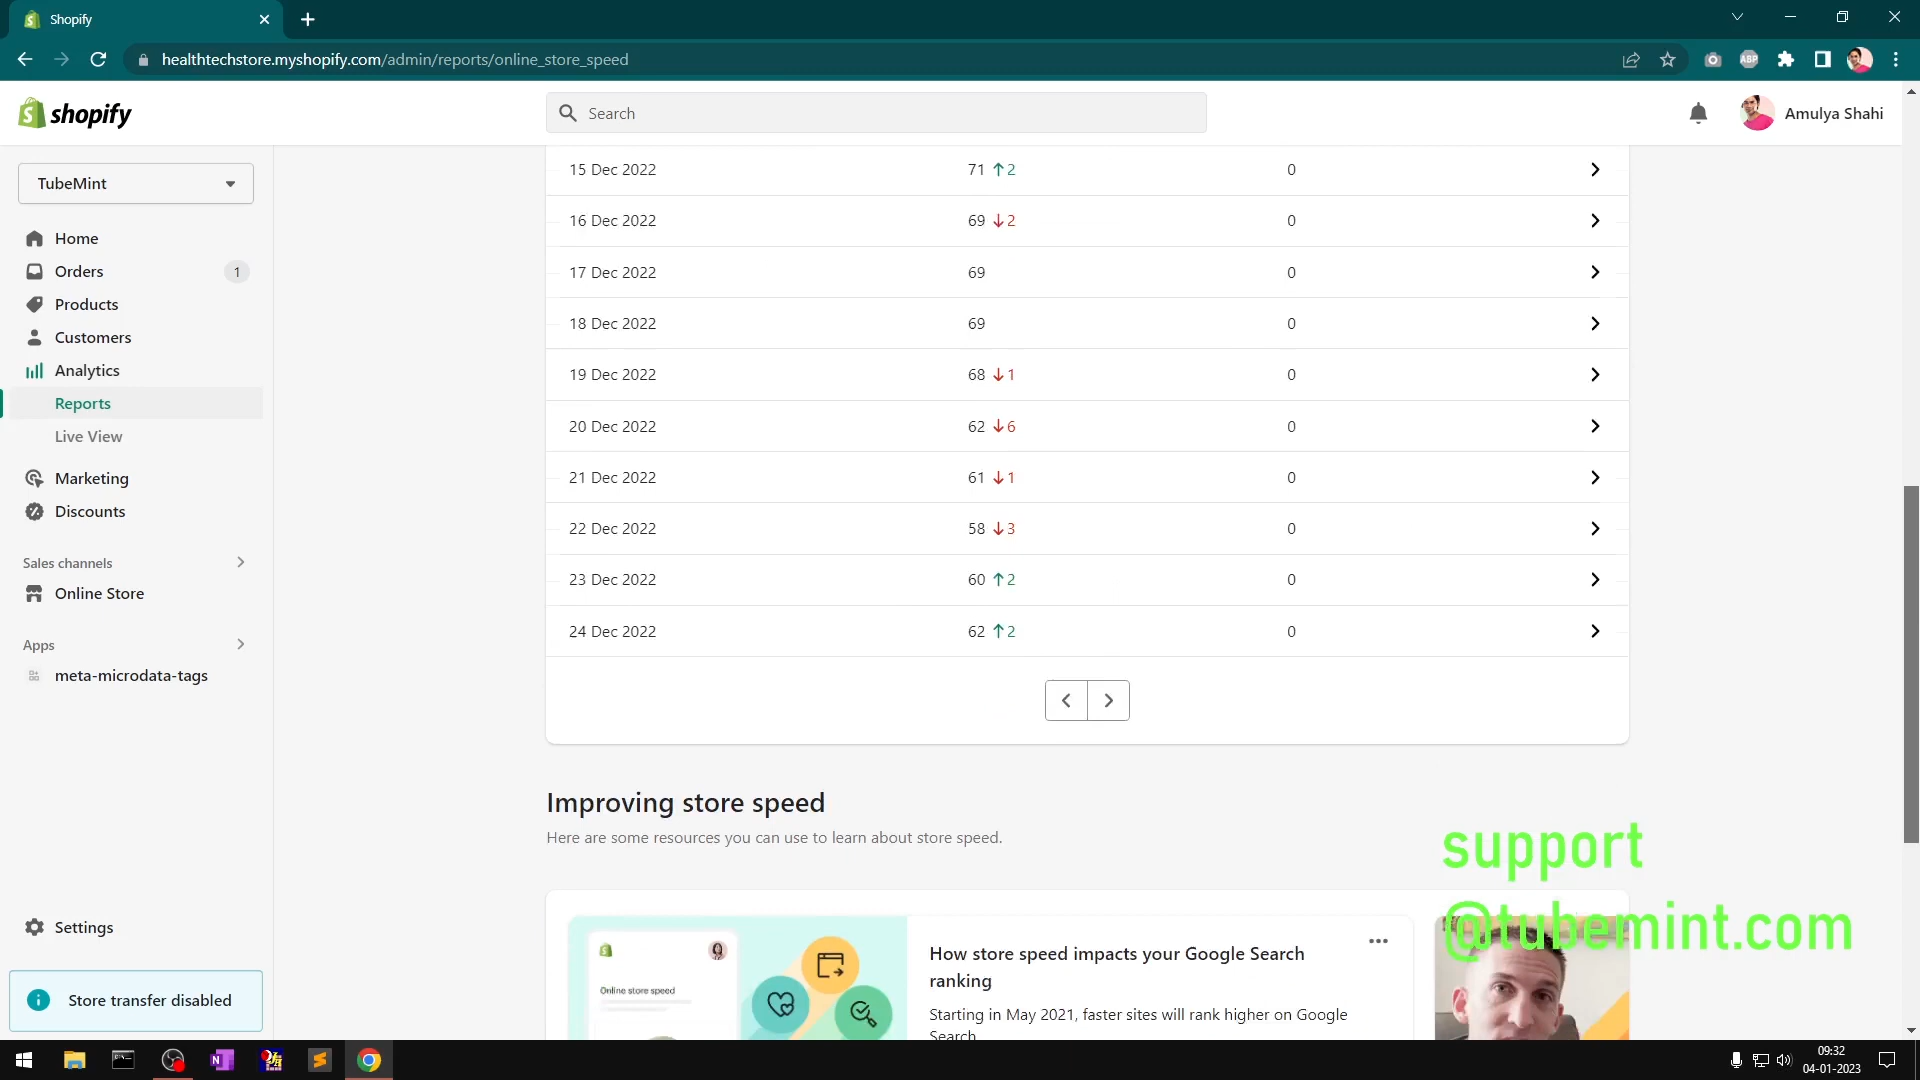 Shopify
healthtechstore.myshopify.com/admin/reports/online_store_speed
ABP
shopify
Search
Amulya Shahi
TubeMint
Home
Orders 1
Products
Customers
Analytics
Reports
Live View
Marketing
Discounts
Sales channels
Online Store
Apps
meta-microdata-tags
Settings
Store transfer disabled
15 Dec 2022 71 ↑2 0
16 Dec 2022 69 ↓2 0
17 Dec 2022 69 0
18 Dec 2022 69 0
19 Dec 2022 68 ↓1 0
20 Dec 2022 62 ↓6 0
21 Dec 2022 61 ↓1 0
22 Dec 2022 58 ↓3 0
23 Dec 2022 60 ↑2 0
24 Dec 2022 62 ↑2 0
Improving store speed
Here are some resources you can use to learn about store speed.
Online store speed
How store speed impacts your Google Search
ranking
Starting in May 2021, faster sites will rank higher on Google
Search
support
@tubemint.com
09:32
04-01-2023